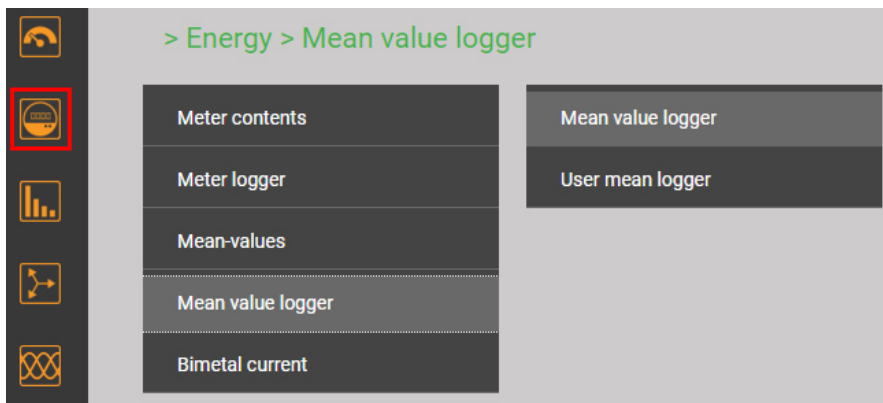 > Energy > Mean value logger
Meter contents
Meter logger
Mean-values
Mean value logger
Bimetal current
Mean value logger
User mean logger